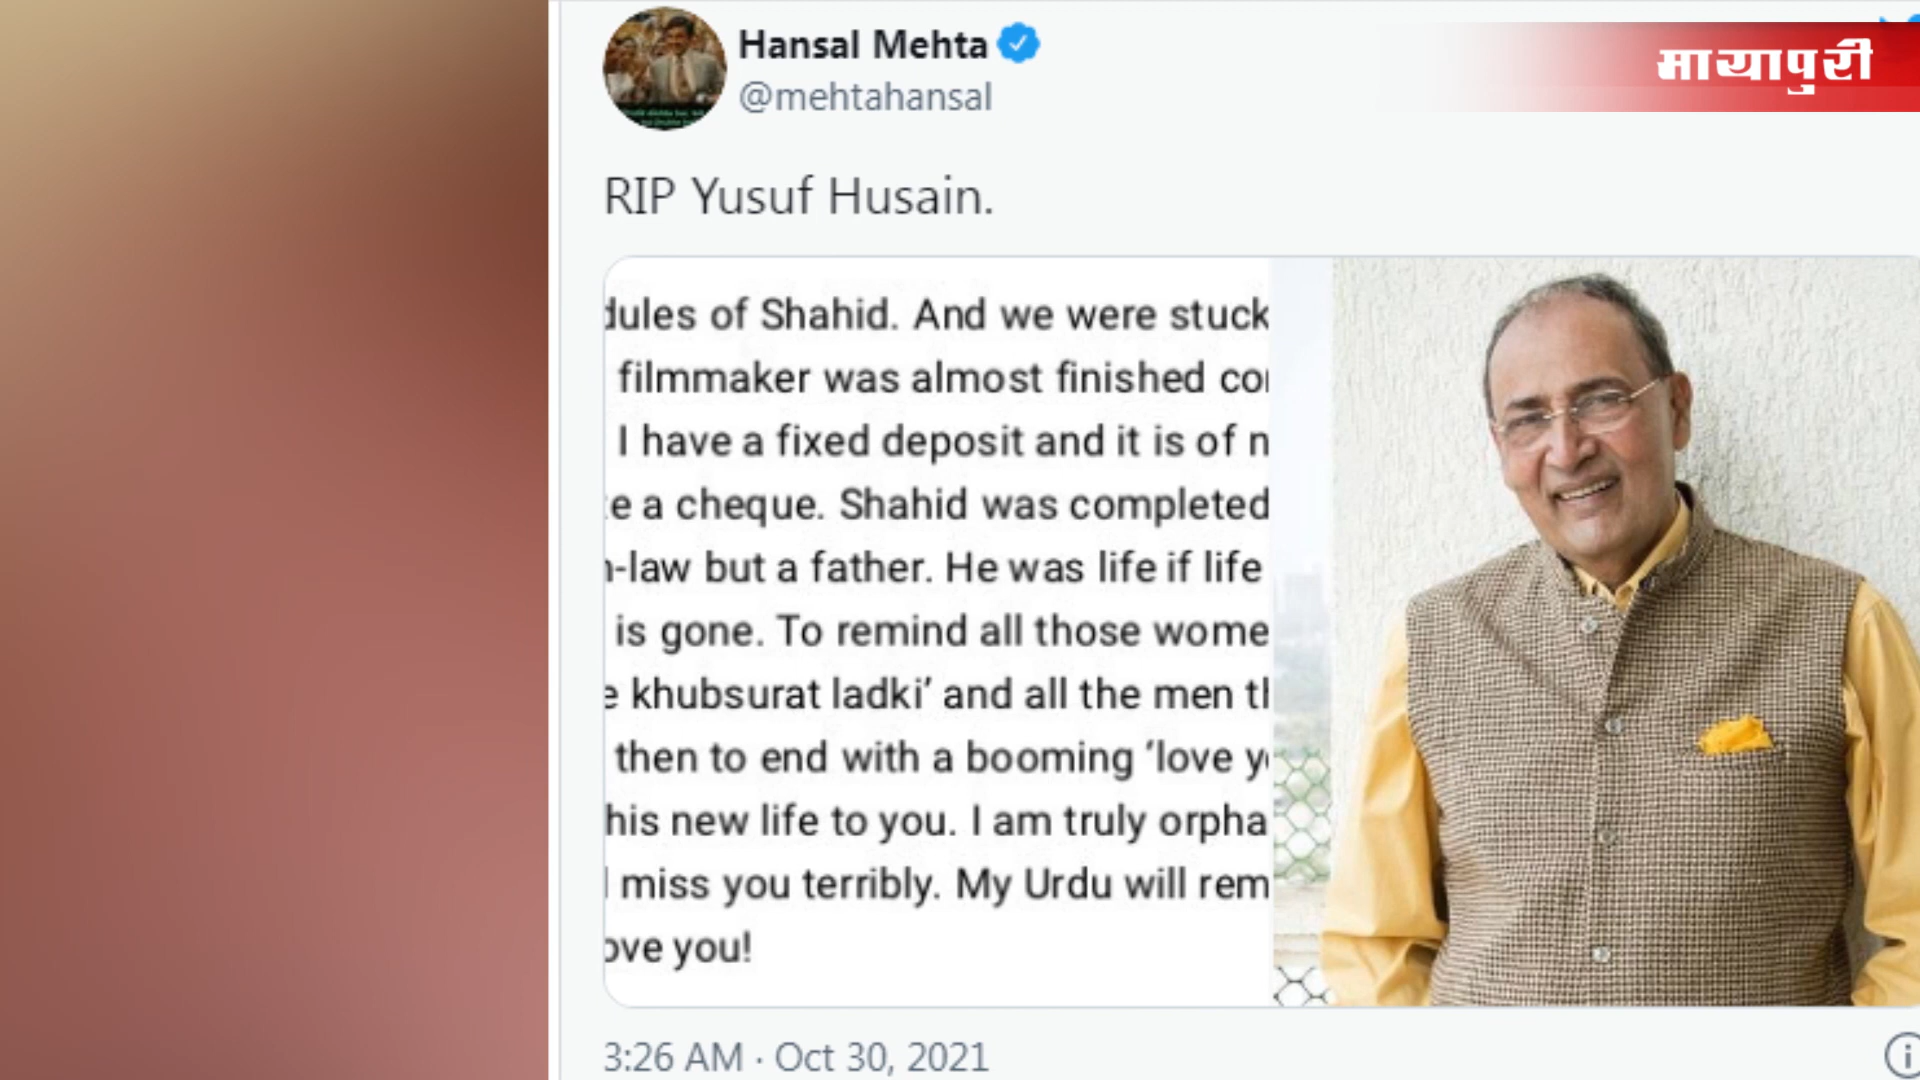 Hansal Mehta
@mehtahansal
मायापुरी
RIP Yusuf Husain.
dules of Shahid. And we were stuck
filmmaker was almost finished
I have a fixed deposit and it is of
e a cheque. Shahid was completed
-law but a father. He was life if life
is gone. To remind all those wome
e khubsurat ladki’ and all the men
then to end with a booming ‘love
his new life to you. I am truly orpha
miss you terribly. My Urdu will rem
ove you!
3:26 AM · Oct 30, 2021